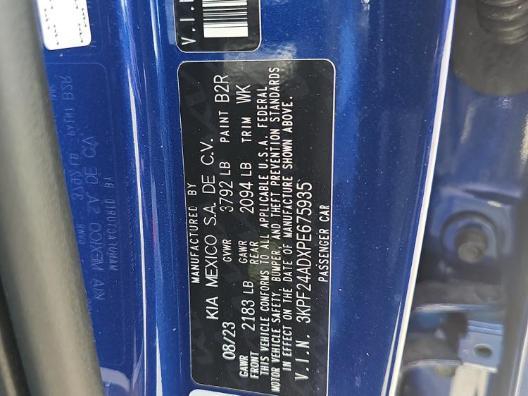 V.I.N
MANUFACTURED BY
KIA MEXICO S.A. DE C.V.
08/23 GVWR 3792 LB PAINT B2R
GAWR FRONT 2183 LB GAWR REAR 2094 LB TRIM WK
THIS VEHICLE CONFORMS TO ALL APPLICABLE U.S.A. FEDERAL
MOTOR VEHICLE SAFETY, BUMPER, AND THEFT PREVENTION STANDARDS
IN EFFECT ON THE DATE OF MANUFACTURE SHOWN ABOVE.
V.I.N. 3KPF24ADXPE675935
PASSENGER CAR